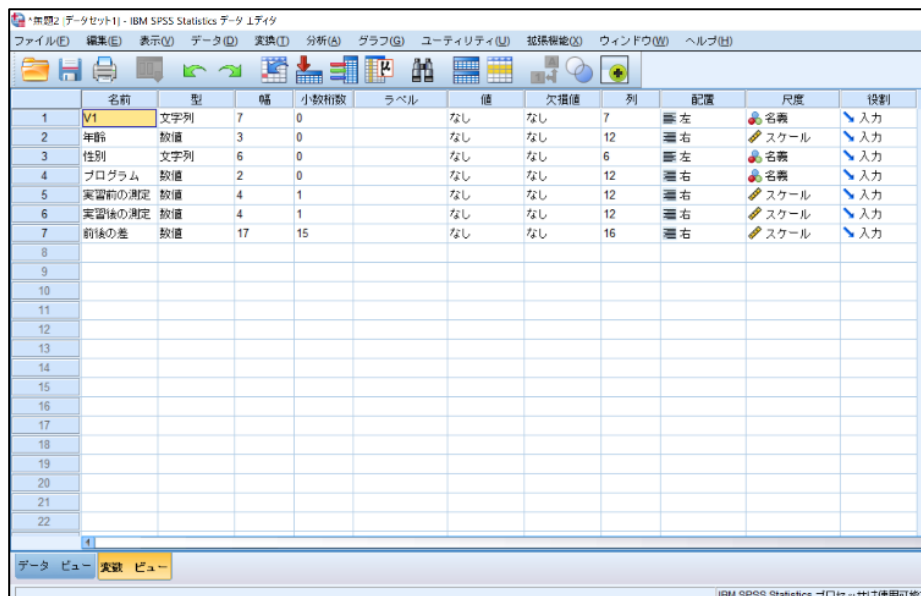 *無題2 [データセット1] - IBM SPSS Statistics データ エディタ
ファイル(F) 編集(E) 表示(V) データ(D) 変換(T) 分析(A) グラフ(G) ユーティリティ(U) 拡張機能(X) ウィンドウ(W) ヘルプ(H)
名前 型 幅 小数桁数 ラベル 値 欠損値 列 配置 尺度 役割
1 V1 文字列 7 0 なし なし 7 左 名義 入力
2 年齢 数値 3 0 なし なし 12 右 スケール 入力
3 性別 文字列 6 0 なし なし 6 左 名義 入力
4 プログラム 数値 2 0 なし なし 12 右 名義 入力
5 実習前の測定 数値 4 1 なし なし 12 右 スケール 入力
6 実習後の測定 数値 4 1 なし なし 12 右 スケール 入力
7 前後の差 数値 17 15 なし なし 16 右 スケール 入力
8
9
10
11
12
13
14
15
16
17
18
19
20
21
22
データ ビュー 変数 ビュー
IBM SPSS Statistics プロセッサは使用可能